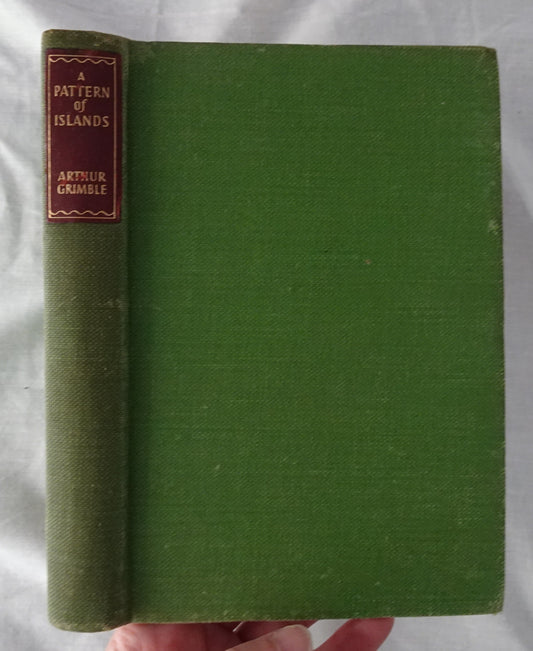 A
PATTERN
of
ISLANDS
ARTHUR
GRIMBLE